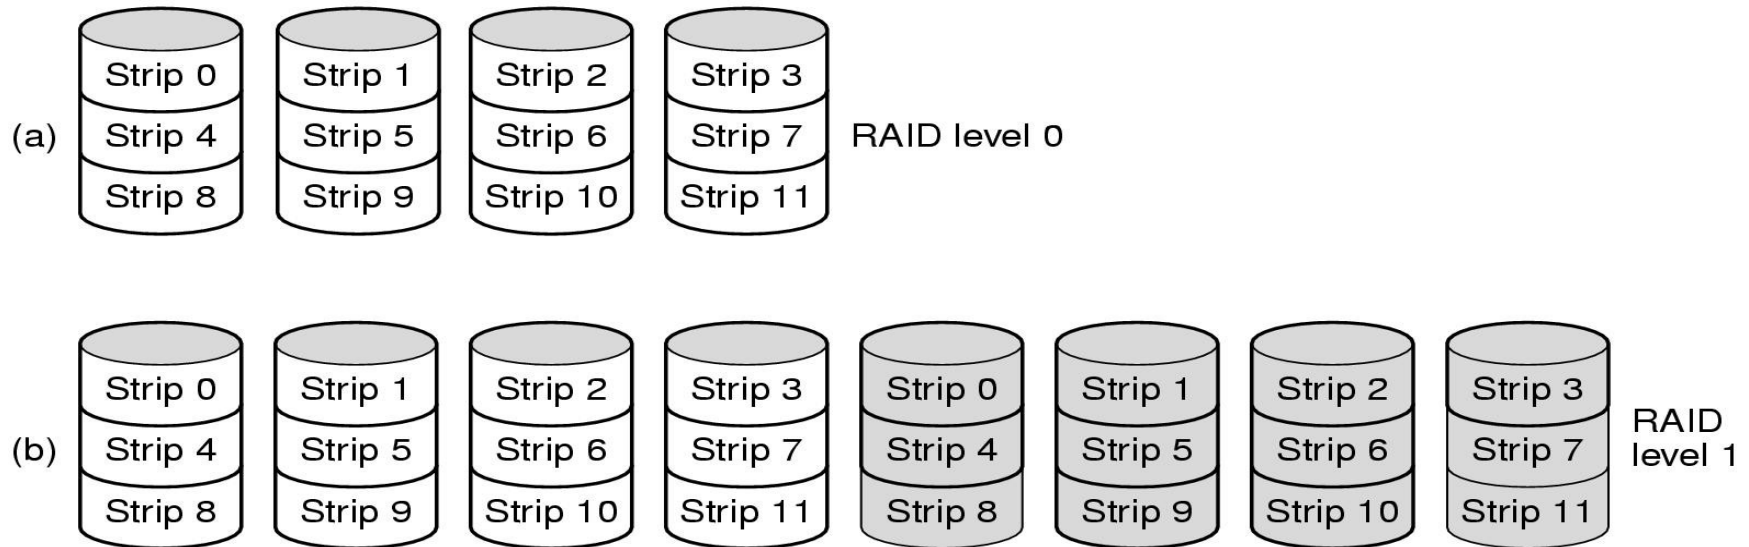 Strip 0 Strip 1 Strip 2 Strip 3
(a) Strip 4 Strip 5 Strip 6 Strip 7 RAID level 0
Strip 8 Strip 9 Strip 10 Strip 11
Strip 0 Strip 1 Strip 2 Strip 3 Strip 0 Strip 1 Strip 2 Strip 3
(b) Strip 4 Strip 5 Strip 6 Strip 7 Strip 4 Strip 5 Strip 6 Strip 7 RAID
level 1
Strip 8 Strip 9 Strip 10 Strip 11 Strip 8 Strip 9 Strip 10 Strip 11